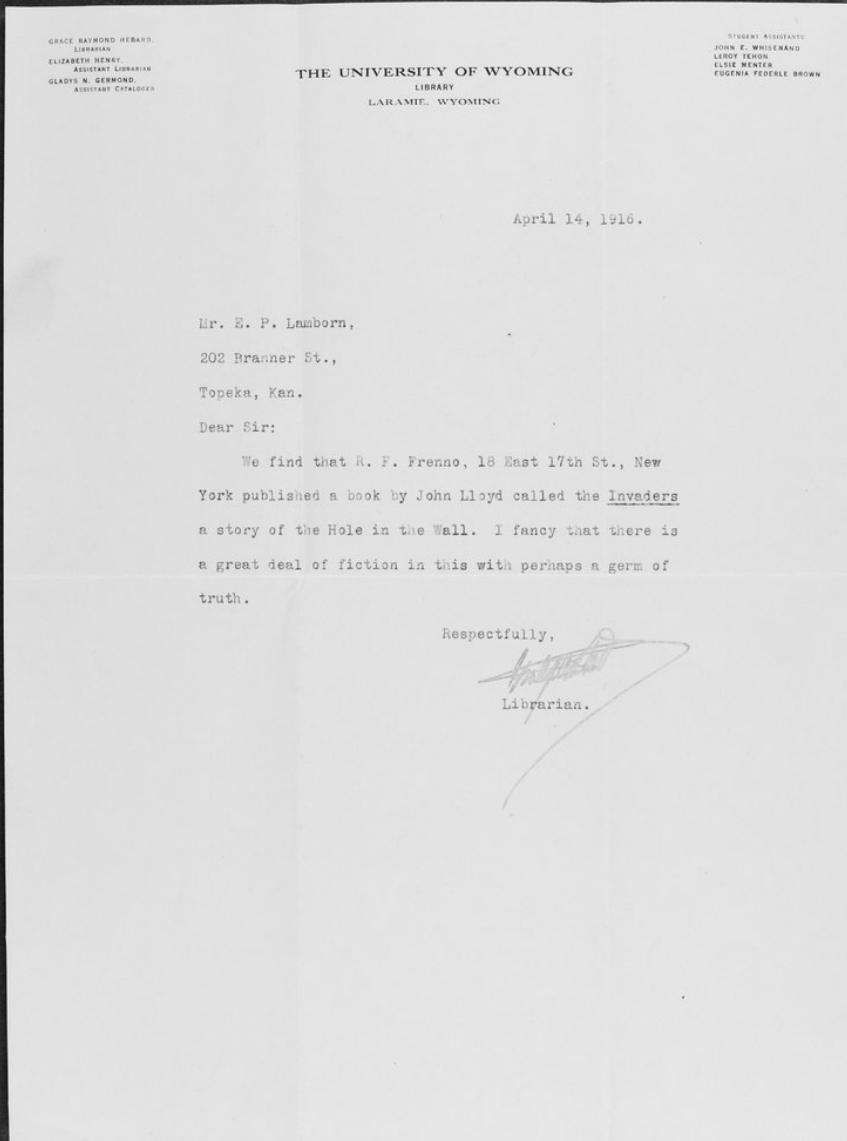 GRACE RAYMOND HEBARD,
LIBRARIAN
ELIZABETH HENRY,
ASSISTANT LIBRARIAN
GLADYS N. GERMOND,
ASSISTANT CATALOGER
STUDENT ASSISTANTS
JOHN E. WHISENAND
LEROY TEHON
ELSIE MENTER
EUGENIA FEDERLE BROWN
THE UNIVERSITY OF WYOMING
LIBRARY
LARAMIE, WYOMING
April 14, 1916.
Mr. E. P. Lamborn,
202 Branner St.,
Topeka, Kan.
Dear Sir:
We find that R. F. Frenno, 18 East 17th St., New
York published a book by John Lloyd called the Invaders
a story of the Hole in the Wall. I fancy that there is
a great deal of fiction in this with perhaps a germ of
truth.
Respectfully,
Librarian.